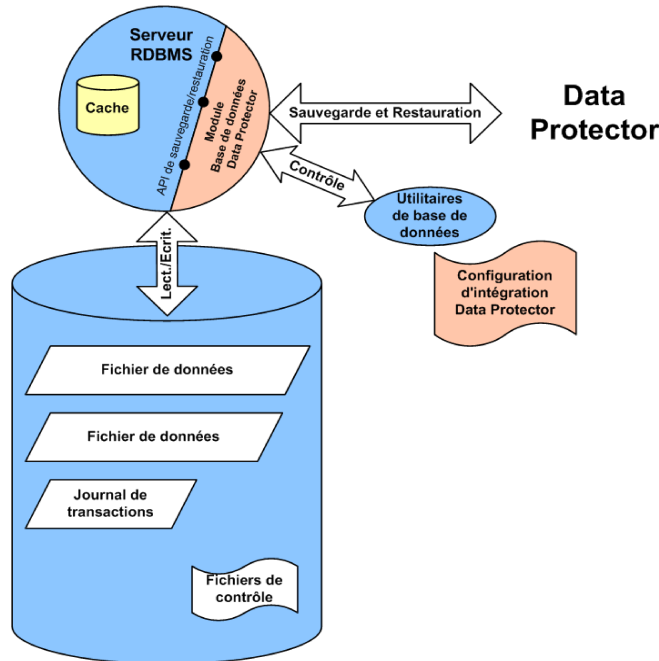 Serveur
RDBMS
Cache
API de sauvegarde/restauration
Module
Base de données
Data Protector
Sauvegarde et Restauration
Data
Protector
Contrôle
Utilitaires
de base de
données
Configuration
d'intégration
Data Protector
Lect./Ecrit.
Fichier de données
Fichier de données
Journal de
transactions
Fichiers de
contrôle